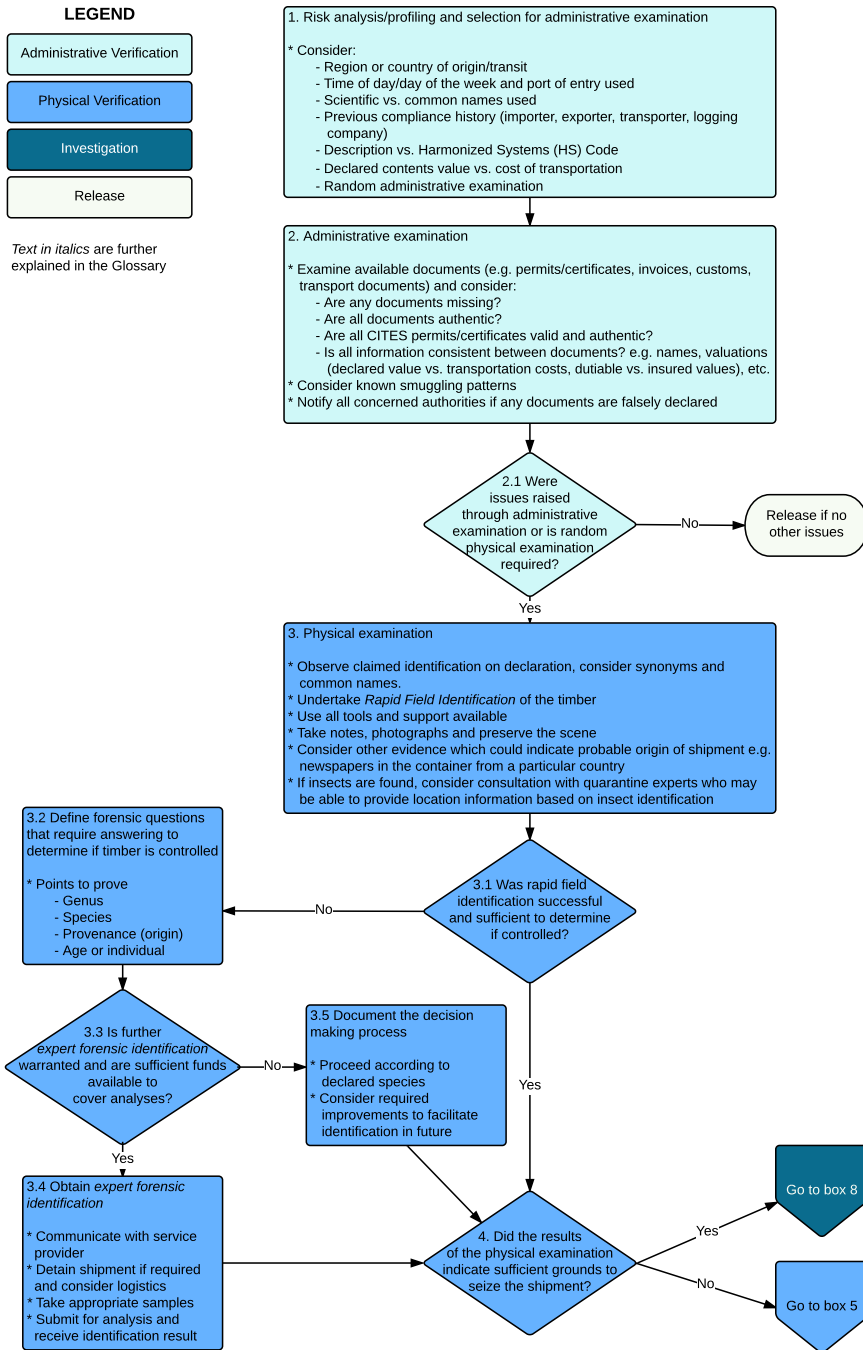 LEGEND
Administrative Verification
Physical Verification
Investigation
Release
Text in italics are further
explained in the Glossary
1. Risk analysis/profiling and selection for administrative examination
* Consider:
- Region or country of origin/transit
- Time of day/day of the week and port of entry used
- Scientific vs. common names used
- Previous compliance history (importer, exporter, transporter, logging
company)
- Description vs. Harmonized Systems (HS) Code
- Declared contents value vs. cost of transportation
- Random administrative examination
2. Administrative examination
* Examine available documents (e.g. permits/certificates, invoices, customs,
transport documents) and consider:
- Are any documents missing?
- Are all documents authentic?
- Are all CITES permits/certificates valid and authentic?
- Is all information consistent between documents? e.g. names, valuations
(declared value vs. transportation costs, dutiable vs. insured values), etc.
* Consider known smuggling patterns
* Notify all concerned authorities if any documents are falsely declared
2.1 Were
issues raised
through administrative
examination or is random
physical examination
required?
No
Release if no
other issues
Yes
3. Physical examination
* Observe claimed identification on declaration, consider synonyms and
common names.
* Undertake Rapid Field Identification of the timber
* Use all tools and support available
* Take notes, photographs and preserve the scene
* Consider other evidence which could indicate probable origin of shipment e.g.
newspapers in the container from a particular country
* If insects are found, consider consultation with quarantine experts who may
be able to provide location information based on insect identification
3.1 Was rapid field
identification successful
and sufficient to determine
if controlled?
No
3.2 Define forensic questions
that require answering to
determine if timber is controlled
* Points to prove
- Genus
- Species
- Provenance (origin)
- Age or individual
3.3 Is further
expert forensic identification
warranted and are sufficient funds
available to
cover analyses?
No
3.5 Document the decision
making process
* Proceed according to
declared species
* Consider required
improvements to facilitate
identification in future
Yes
Yes
3.4 Obtain expert forensic
identification
* Communicate with service
provider
* Detain shipment if required
and consider logistics
* Take appropriate samples
* Submit for analysis and
receive identification result
4. Did the results
of the physical examination
indicate sufficient grounds to
seize the shipment?
Yes
Go to box 8
No
Go to box 5